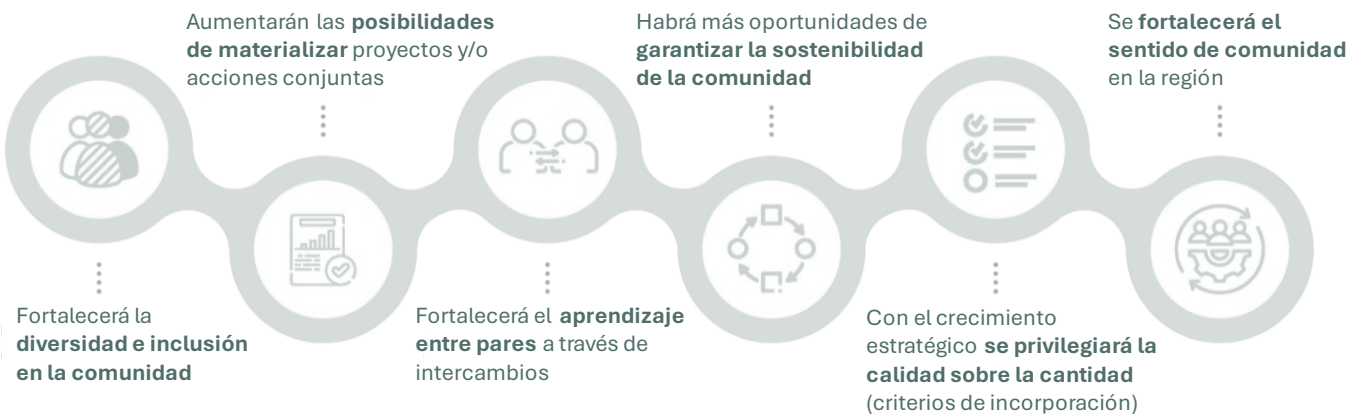 Aumentarán las posibilidades
de materializar proyectos y/o
acciones conjuntas
Habrá más oportunidades de
garantizar la sostenibilidad
de la comunidad
Se fortalecerá el
sentido de comunidad
en la región
Fortalecerá la
diversidad e inclusión
en la comunidad
Fortalecerá el aprendizaje
entre pares a través de
intercambios
Con el crecimiento
estratégico se privilegiará la
calidad sobre la cantidad
(criterios de incorporación)